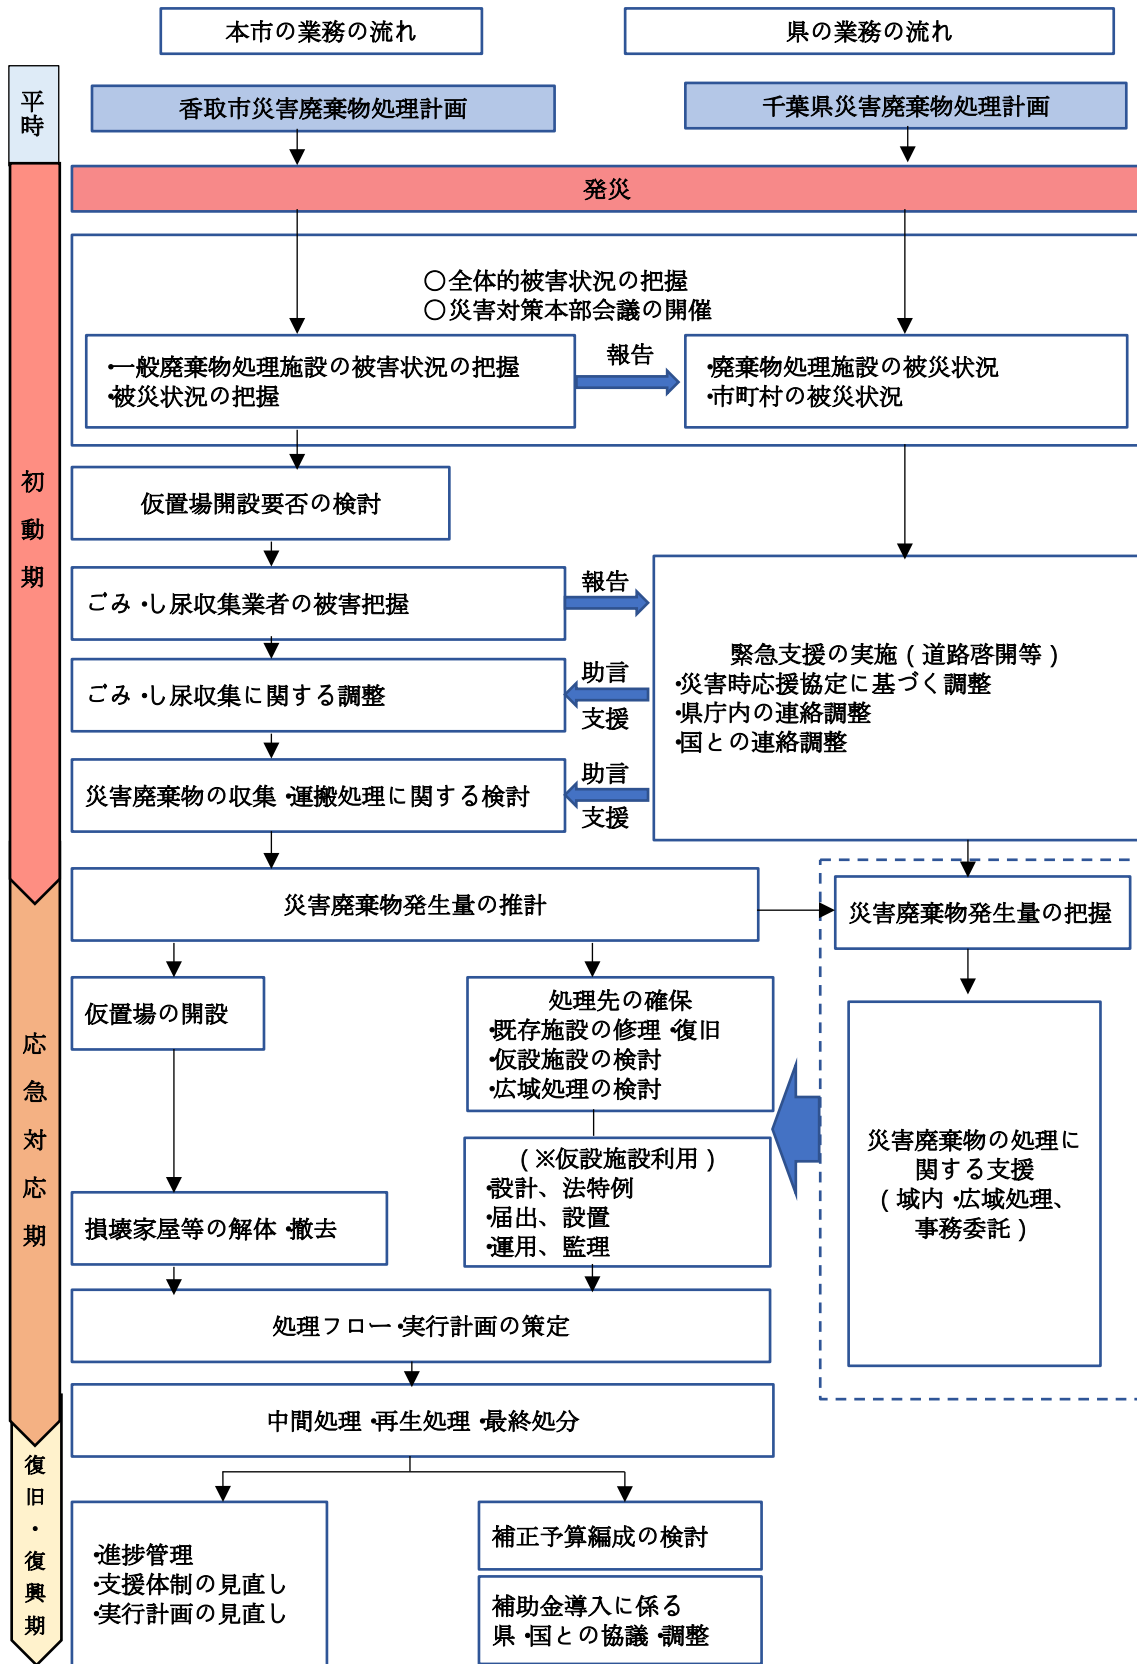 本市の業務の流れ
県の業務の流れ
平時
香取市災害廃棄物処理計画
千葉県災害廃棄物処理計画
発災
初動期
○全体的被害状況の把握
○災害対策本部会議の開催
・一般廃棄物処理施設の被害状況の把握
・被災状況の把握
報告
・廃棄物処理施設の被災状況
・市町村の被災状況
仮置場開設要否の検討
ごみ・し尿収集業者の被害把握
報告
ごみ・し尿収集に関する調整
助言
支援
災害廃棄物の収集・運搬処理に関する検討
助言
支援
緊急支援の実施(道路啓開等)
・災害時応援協定に基づく調整
・県庁内の連絡調整
・国との連絡調整
応急対応期
災害廃棄物発生量の推計
災害廃棄物発生量の把握
仮置場の開設
処理先の確保
・既存施設の修理・復旧
・仮設施設の検討
・広域処理の検討
(※仮設施設利用)
・設計、法特例
・届出、設置
・運用、監理
災害廃棄物の処理に
関する支援
(域内・広域処理、
事務委託)
損壊家屋等の解体・撤去
処理フロー・実行計画の策定
中間処理・再生処理・最終処分
復旧・復興期
・進捗管理
・支援体制の見直し
・実行計画の見直し
補正予算編成の検討
補助金導入に係る
県・国との協議・調整